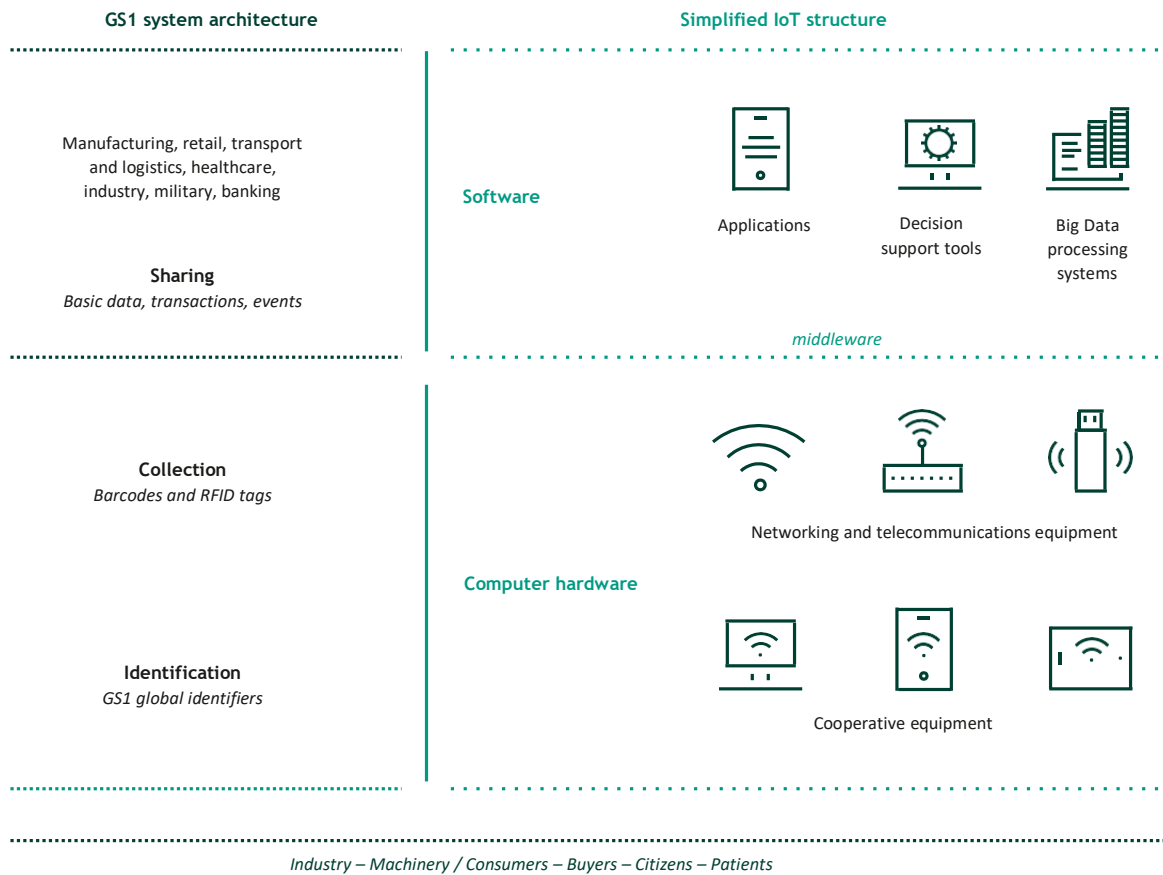 GS1 system architecture
Simplified IoT structure
Manufacturing, retail, transport
and logistics, healthcare,
industry, military, banking
Sharing
Basic data, transactions, events
Software
Applications
Decision
support tools
Big Data
processing
systems
middleware
Collection
Barcodes and RFID tags
Identification
GS1 global identifiers
Computer hardware
Networking and telecommunications equipment
Cooperative equipment
Industry – Machinery / Consumers – Buyers – Citizens – Patients